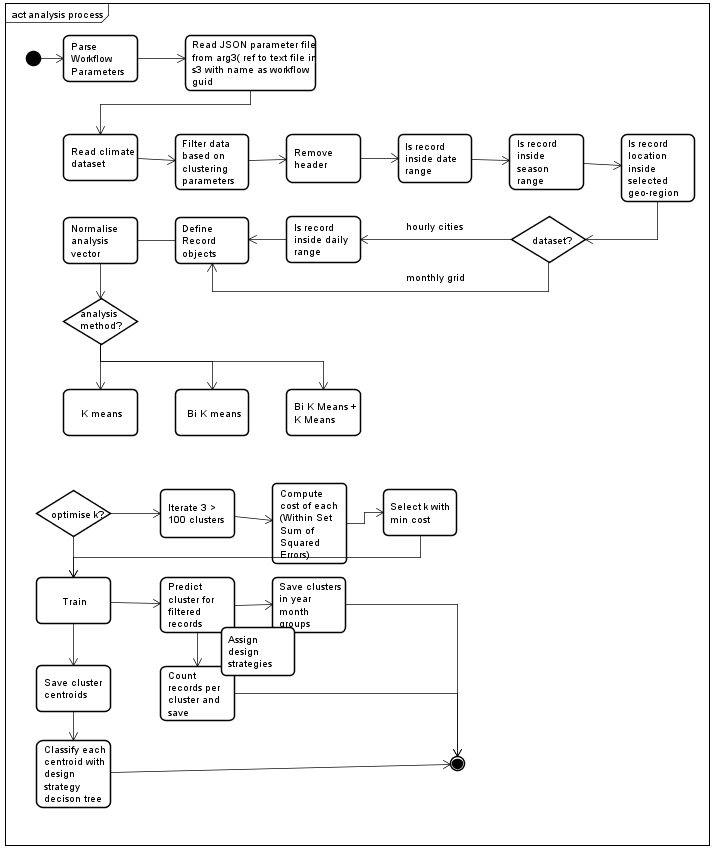 act analysis process
Parse
Workflow
Parameters
Read JSON parameter file
from arg3( ref to text file in
s3 with name as workflow
guid
Read climate
dataset
Filter data
based on
clustering
parameters
Remove
header
Is record
inside date
range
Is record
inside
season
range
Is record
location
inside
selected
geo-region
Normalise
analysis
vector
Define
Record
objects
Is record
inside daily
range
hourly cities
dataset?
monthly grid
analysis
method?
K means
Bi K means
Bi K Means +
K Means
optimise k?
Iterate 3 >
100 clusters
Compute
cost of each
(Within Set
Sum of
Squared
Errors)
Select k with
min cost
Train
Predict
cluster for
filtered
records
Save clusters
in year
month
groups
Assign
design
strategies
Save cluster
centroids
Count
records per
cluster and
save
Classify each
centroid with
design
strategy
decison tree